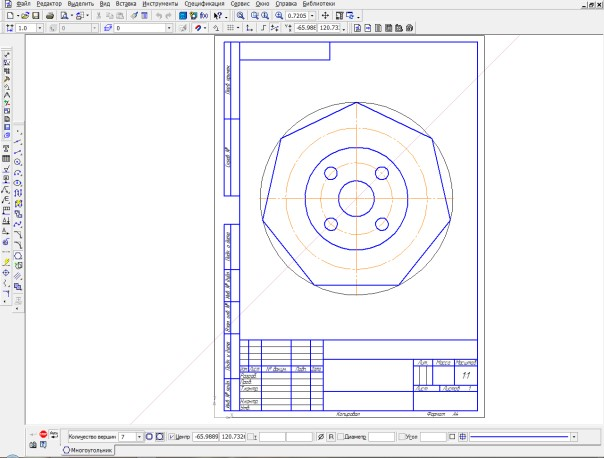 Файл Редактор Выделить Вид Вставка Инструменты Спецификация Сервис Окно Справка Библиотеки
0.7205
1.0 0 0 -65.989 120.732
Перв. примен.
Справ. №
Подп. и дата
Инв. № дубл.
Взам. инв. №
Подп. и дата
Инв. № подл.
Лит. Масса Масштаб
Изм Лист № докум. Подп. Дата
1:1
Разраб.
Пров.
Т.контр.
Лист Листов 1
Н.контр.
Утв.
Копировал Формат A4
Количество вершин 7 Центр -65.9889 120.732 Диаметр Угол
Многоугольник